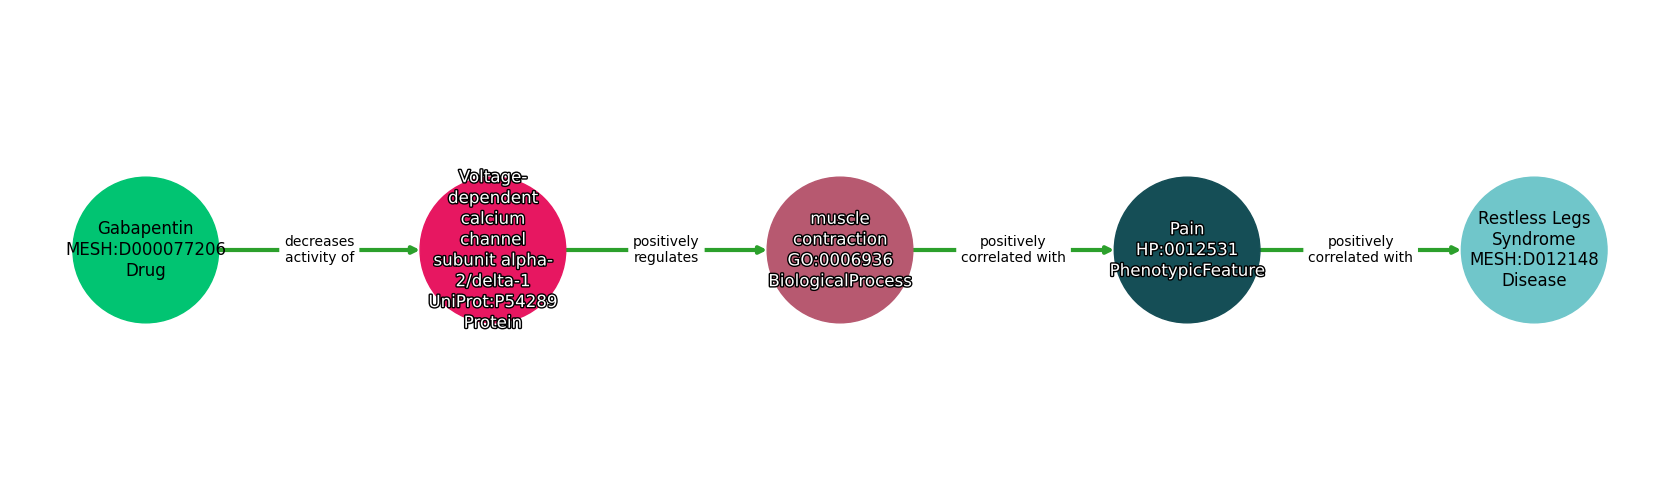 Gabapentin
MESH:D000077206
Drug
decreases
activity of
Voltage-
dependent
calcium
channel
subunit alpha-
2/delta-1
UniProt:P54289
Protein
positively
regulates
muscle
contraction
GO:0006936
BiologicalProcess
positively
correlated with
Pain
HP:0012531
PhenotypicFeature
positively
correlated with
Restless Legs
Syndrome
MESH:D012148
Disease